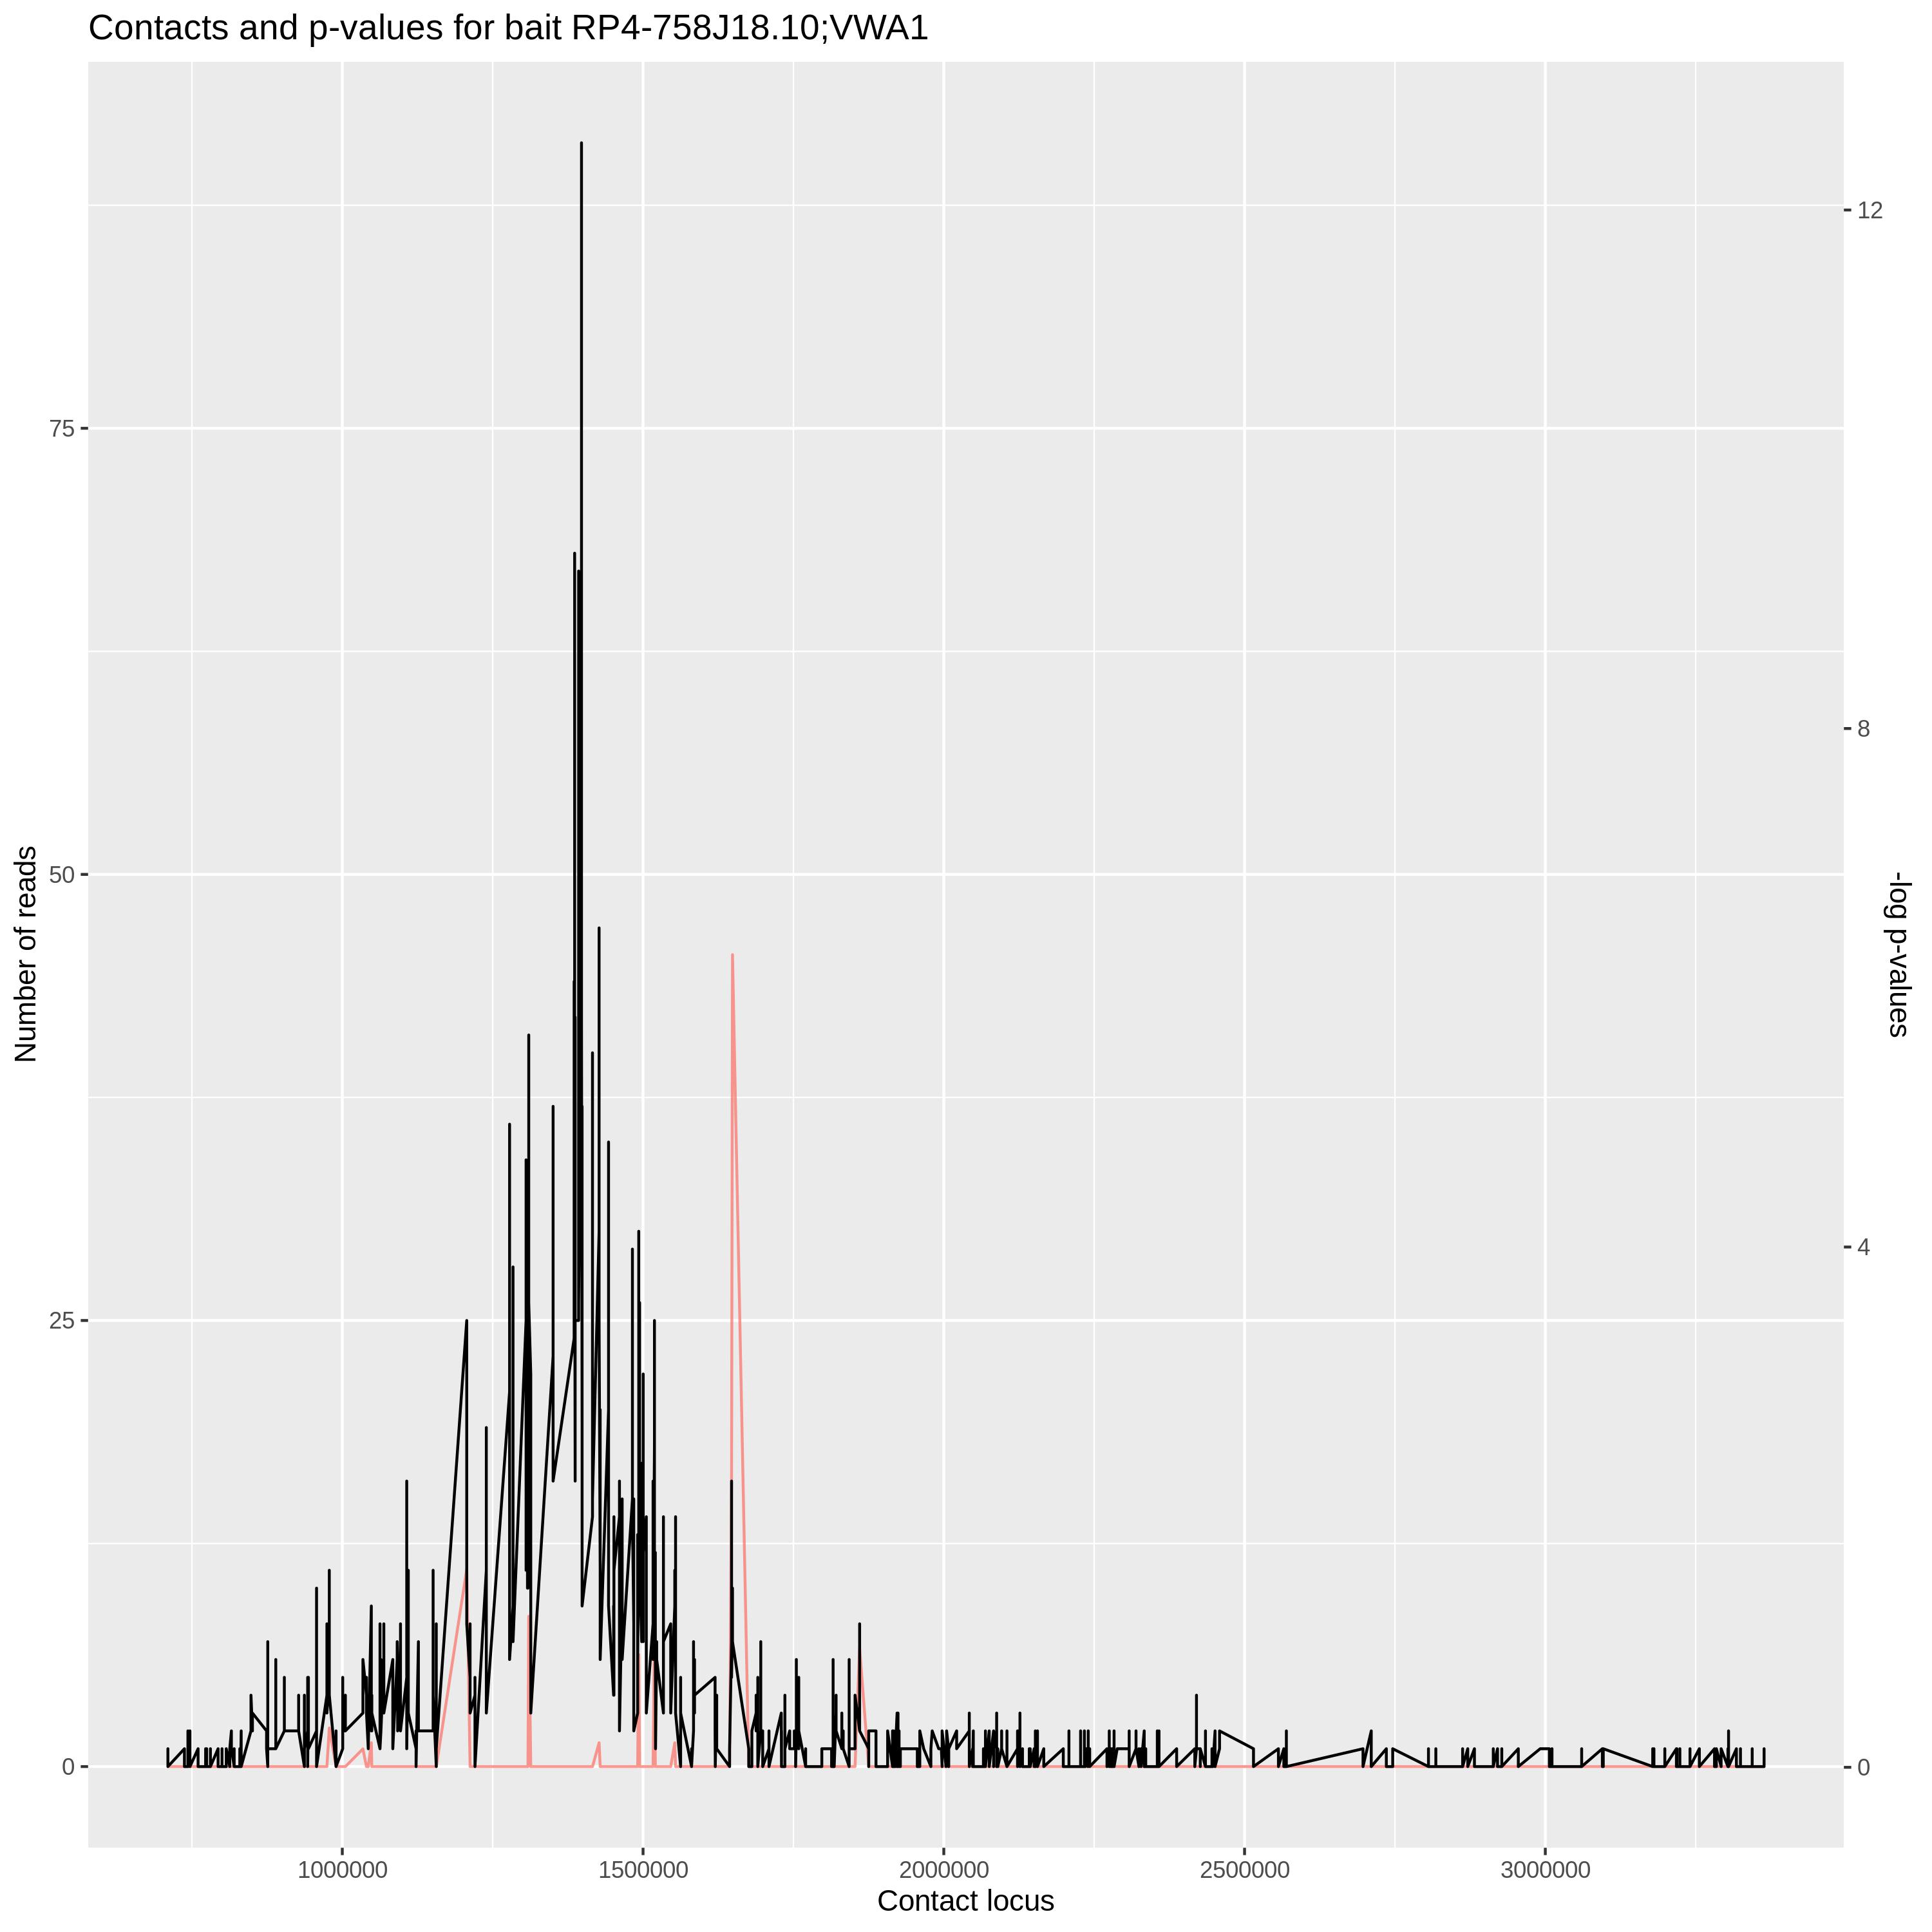 Contacts and p-values for bait RP4-758J18.10;VWA1
Number of reads
75
50
25
0
12
8
4
0
-log p-values
1000000 1500000 2000000 2500000 3000000
Contact locus